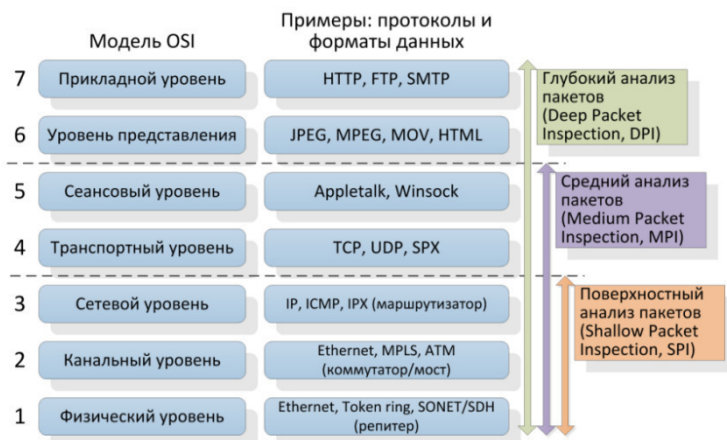 Модель OSI
Примеры: протоколы и
форматы данных
7
Прикладной уровень
HTTP, FTP, SMTP
Глубокий анализ
пакетов
(Deep Packet
Inspection, DPI)
6
Уровень представления
JPEG, MPEG, MOV, HTML
5
Сеансовый уровень
Appletalk, Winsock
Средний анализ
пакетов
(Medium Packet
Inspection, MPI)
4
Транспортный уровень
TCP, UDP, SPX
3
Сетевой уровень
IP, ICMP, IPX (маршрутизатор)
Поверхностный
анализ пакетов
(Shallow Packet
Inspection, SPI)
2
Канальный уровень
Ethernet, MPLS, ATM
(коммутатор/мост)
1
Физический уровень
Ethernet, Token ring, SONET/SDH
(репитер)